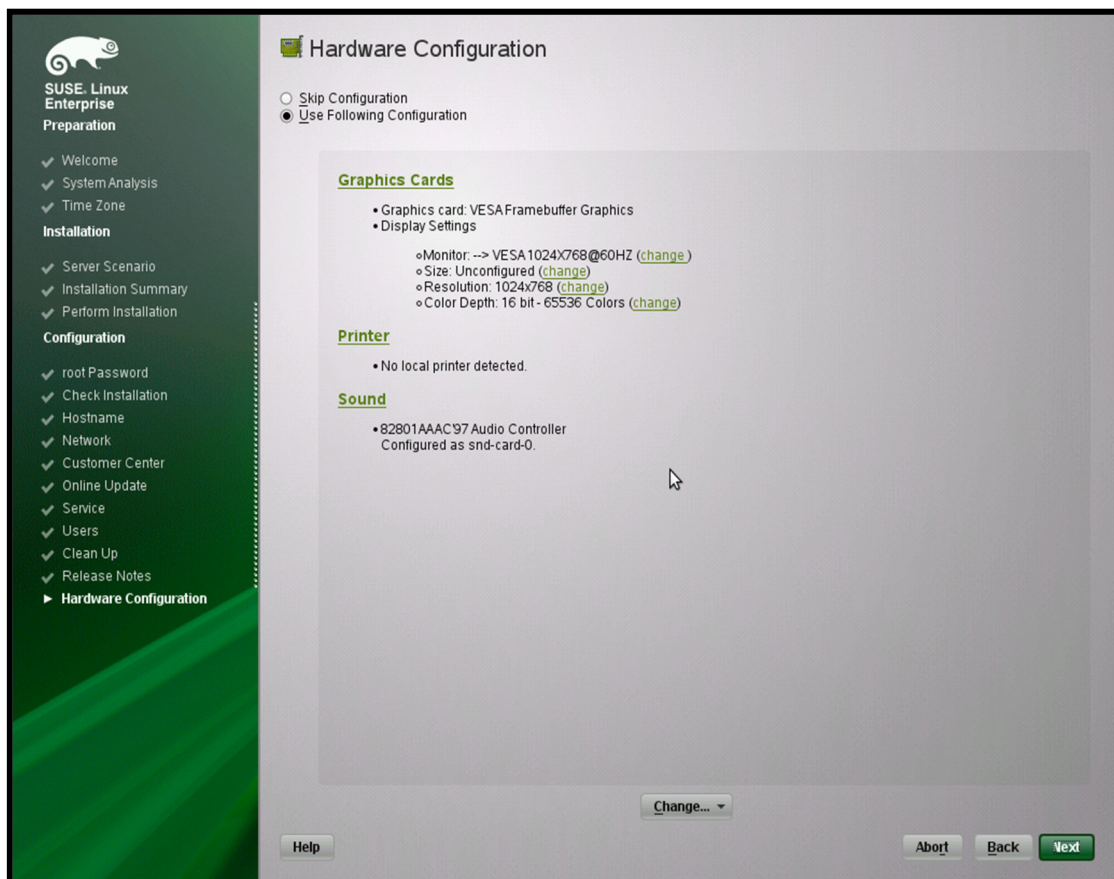 SUSE. Linux
Enterprise
Preparation
Welcome
System Analysis
Time Zone
Installation
Server Scenario
Installation Summary
Perform Installation
Configuration
root Password
Check Installation
Hostname
Network
Customer Center
Online Update
Service
Users
Clean Up
Release Notes
Hardware Configuration
Hardware Configuration
Skip Configuration
Use Following Configuration
Graphics Cards
• Graphics card: VESA Framebuffer Graphics
• Display Settings
Monitor: --> VESA 1024X768@60HZ (change )
Size: Unconfigured (change)
Resolution: 1024x768 (change)
Color Depth: 16 bit - 65536 Colors (change)
Printer
• No local printer detected.
Sound
• 82801AAAC'97 Audio Controller
Configured as snd-card-0.
Change...
Help
Abort
Back
Next